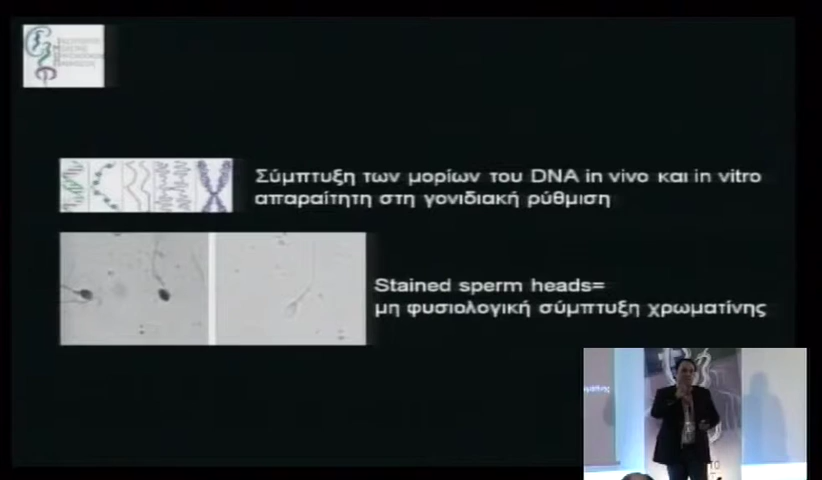 Σύμπτυξη των μορίων του DNA in vivo και in vitro
απαραίτητη στη γονιδιακή ρύθμιση
Stained sperm heads=
μη φυσιολογική σύμπτυξη χρωματίνης